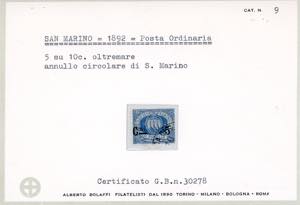 CAT. N. 9
SAN MARINO = 1892 = Posta Ordinaria
5 su 10c. oltremare
annullo circolare di S. Marino
C 5
Certificato G.B.n.30278
ALBERTO BOLAFFI FILATELISTI DAL 1890 TORINO - MILANO - BOLOGNA - ROMA